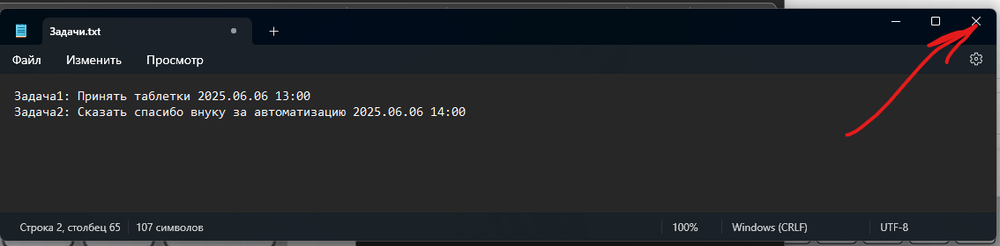 Задачи.txt
Файл Изменить Просмотр
Задача1: Принять таблетки 2025.06.06 13:00
Задача2: Сказать спасибо внуку за автоматизацию 2025.06.06 14:00
Строка 2, столбец 65 107 символов 100% Windows (CRLF) UTF-8